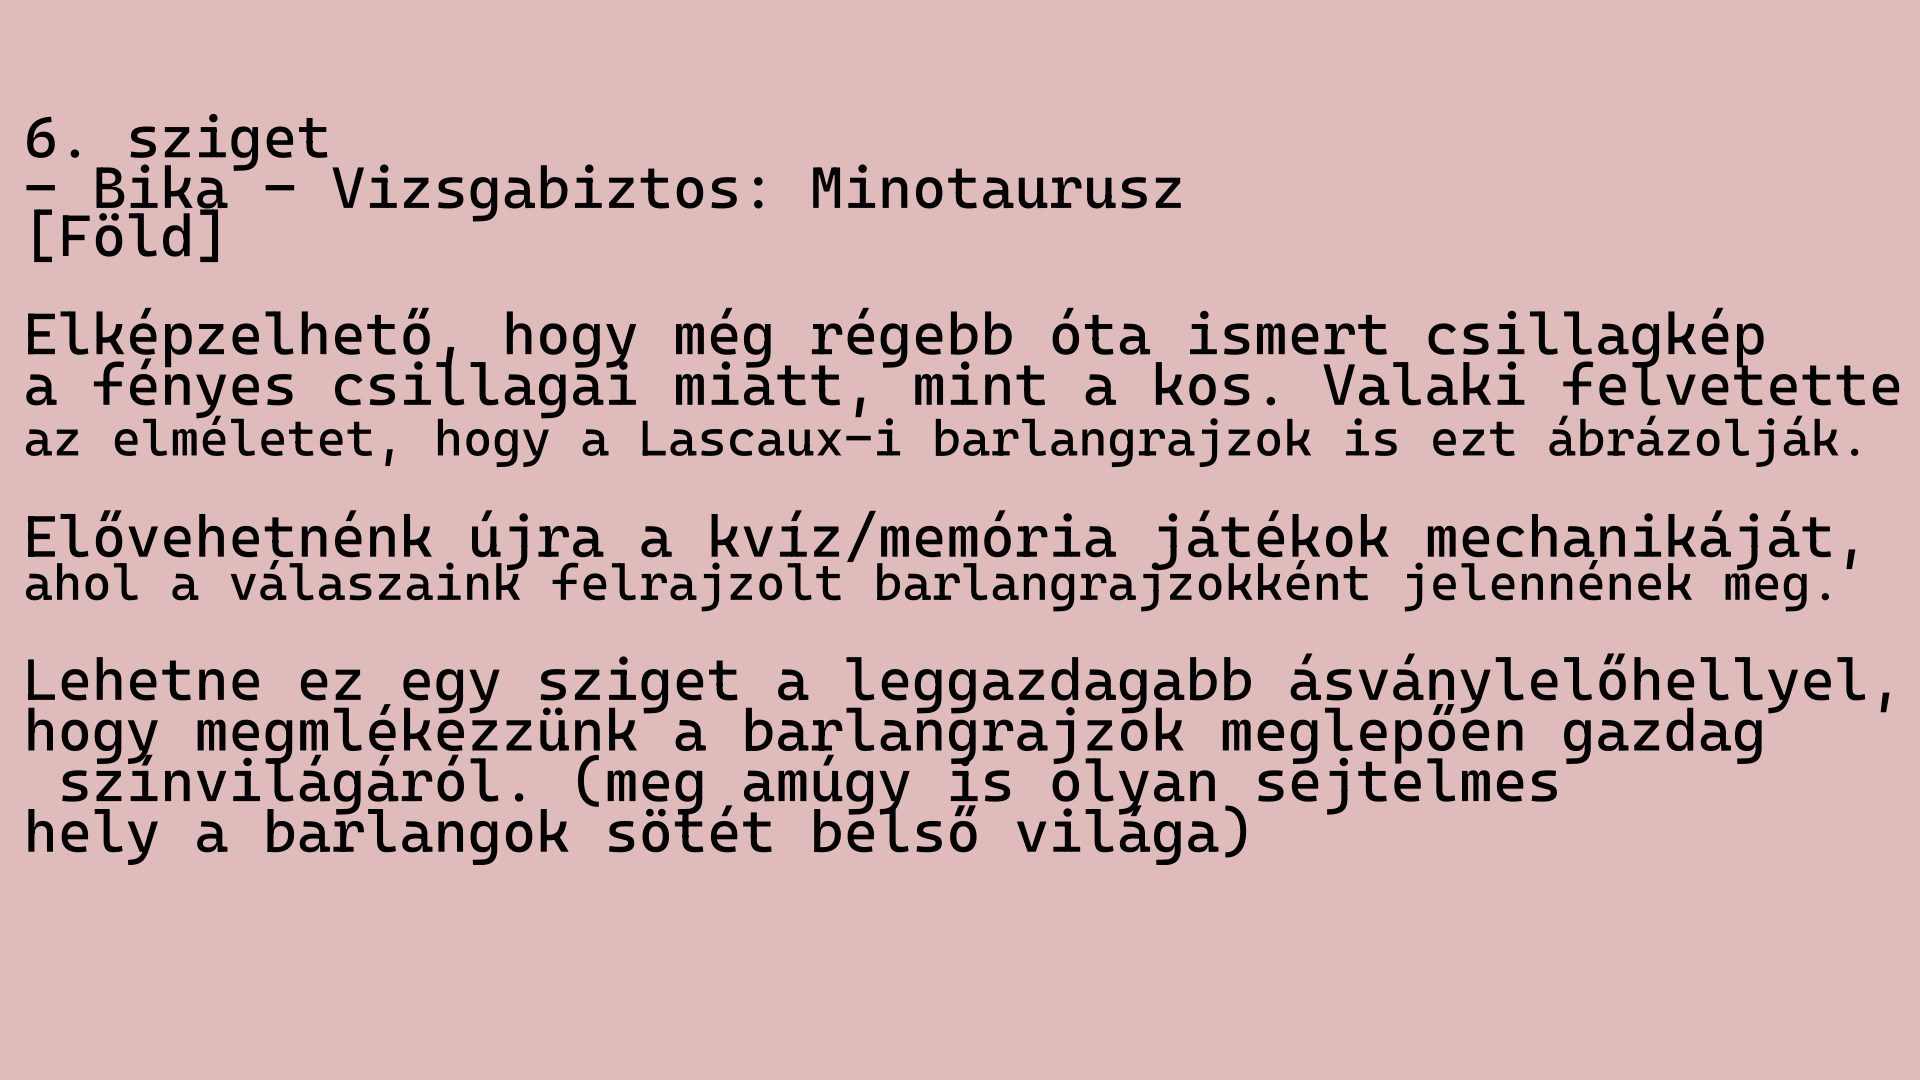 6. sziget
- Bika - Vizsgabiztos: Minotaurusz
[Föld]
Elképzelhető, hogy még régebb óta ismert csillagkép
a fényes csillagai miatt, mint a kos. Valaki felvetette
az elméletet, hogy a Lascaux-i barlangrajzok is ezt ábrázolják.
Elővehetnénk újra a kvíz/memória játékok mechanikáját,
ahol a válaszaink felrajzolt barlangrajzokként jelennének meg.
Lehetne ez egy sziget a leggazdagabb ásványlelőhellyel,
hogy megmlékezzünk a barlangrajzok meglepően gazdag
színvilágáról. (meg amúgy is olyan sejtelmes
hely a barlangok sötét belső világa)